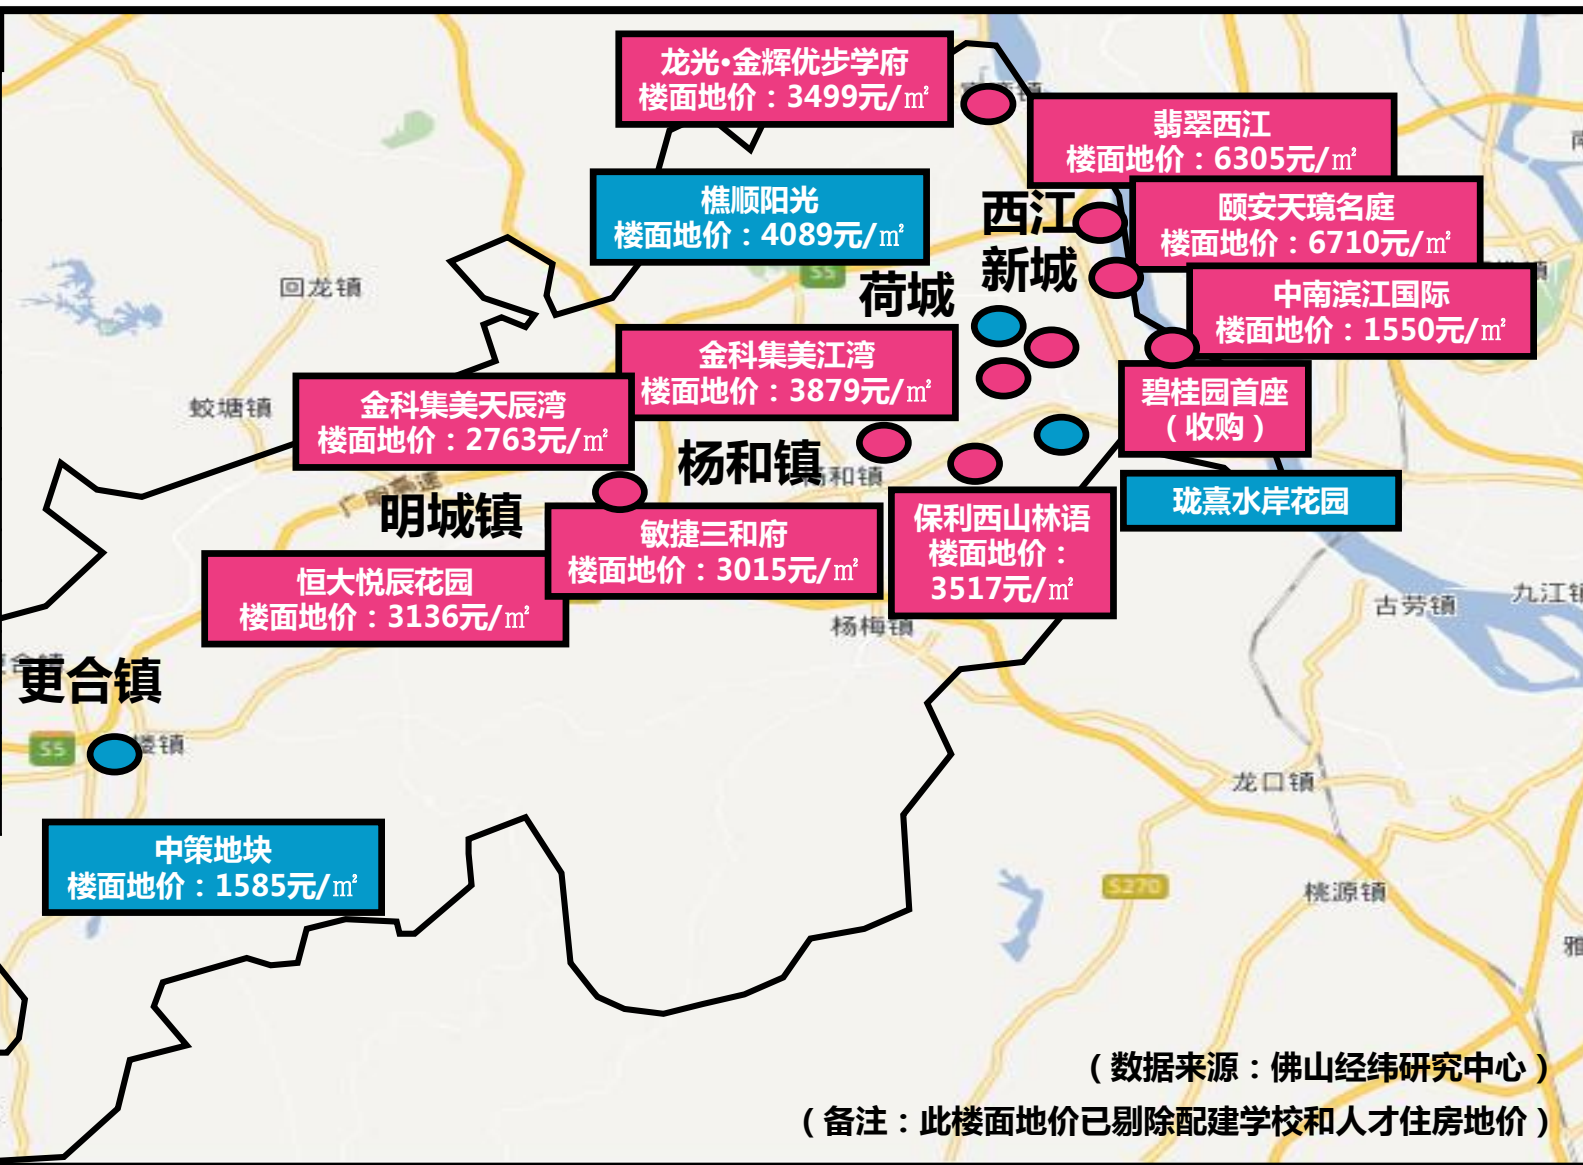 龙光·金辉优步学府
楼面地价：3499元/㎡
翡翠西江
楼面地价：6305元/㎡
樵顺阳光
楼面地价：4089元/㎡
西江
新城
颐安天璄名庭
楼面地价：6710元/㎡
荷城
S5
回龙镇
中南滨江国际
楼面地价：1550元/㎡
金科集美江湾
楼面地价：3879元/㎡
蛟塘镇
金科集美天辰湾
楼面地价：2763元/㎡
碧桂园首座
（收购）
杨和镇
和镇
广明高速
明城镇
珑熹水岸花园
敏捷三和府
楼面地价：3015元/㎡
保利西山林语
楼面地价：
3517元/㎡
恒大悦辰花园
楼面地价：3136元/㎡
杨梅镇
古劳镇
九江镇
更合镇
S5
楼镇
龙口镇
中策地块
楼面地价：1585元/㎡
S270
桃源镇
雅
（数据来源：佛山经纬研究中心）
（备注：此楼面地价已剔除配建学校和人才住房地价）